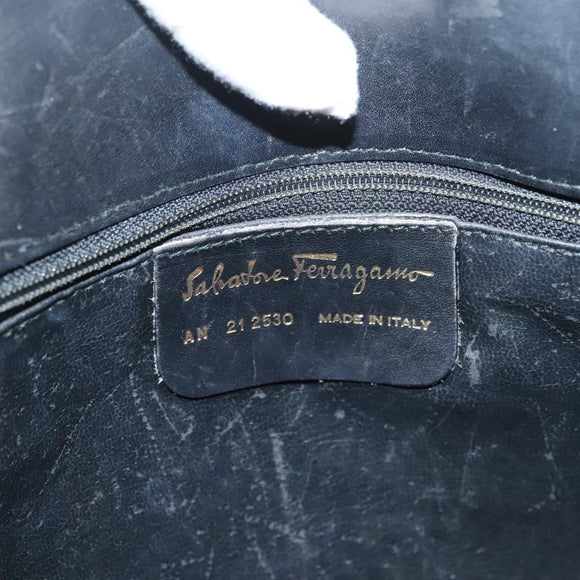 Salvatore Ferragamo
AN 21 2530 MADE IN ITALY